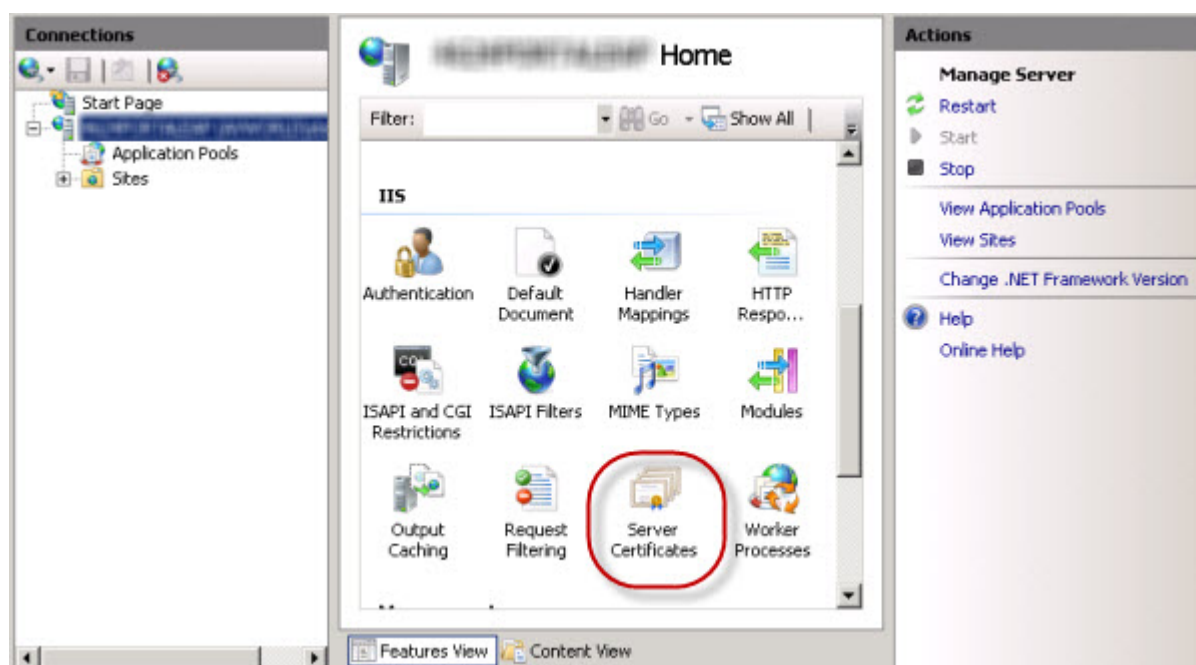 Connections
Start Page
Application Pools
Sites
Home
Filter:
Go
Show All
IIS
Authentication
Default
Document
Handler
Mappings
HTTP
Respo...
ISAPI and CGI
Restrictions
ISAPI Filters
MIME Types
Modules
Output
Caching
Request
Filtering
Server
Certificates
Worker
Processes
Features View
Content View
Actions
Manage Server
Restart
Start
Stop
View Application Pools
View Sites
Change .NET Framework Version
Help
Online Help